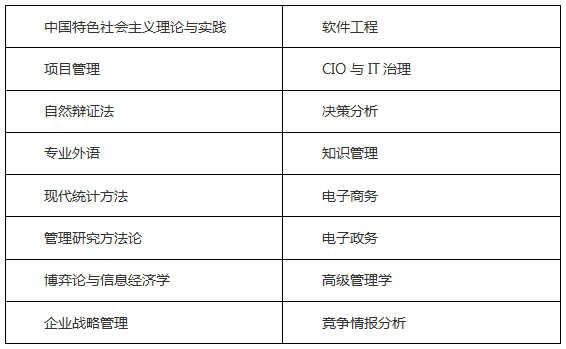 中国特色社会主义理论与实践 软件工程
项目管理 CIO 与 IT 治理
自然辩证法 决策分析
专业外语 知识管理
现代统计方法 电子商务
管理研究方法论 电子政务
博弈论与信息经济学 高级管理学
企业战略管理 竞争情报分析